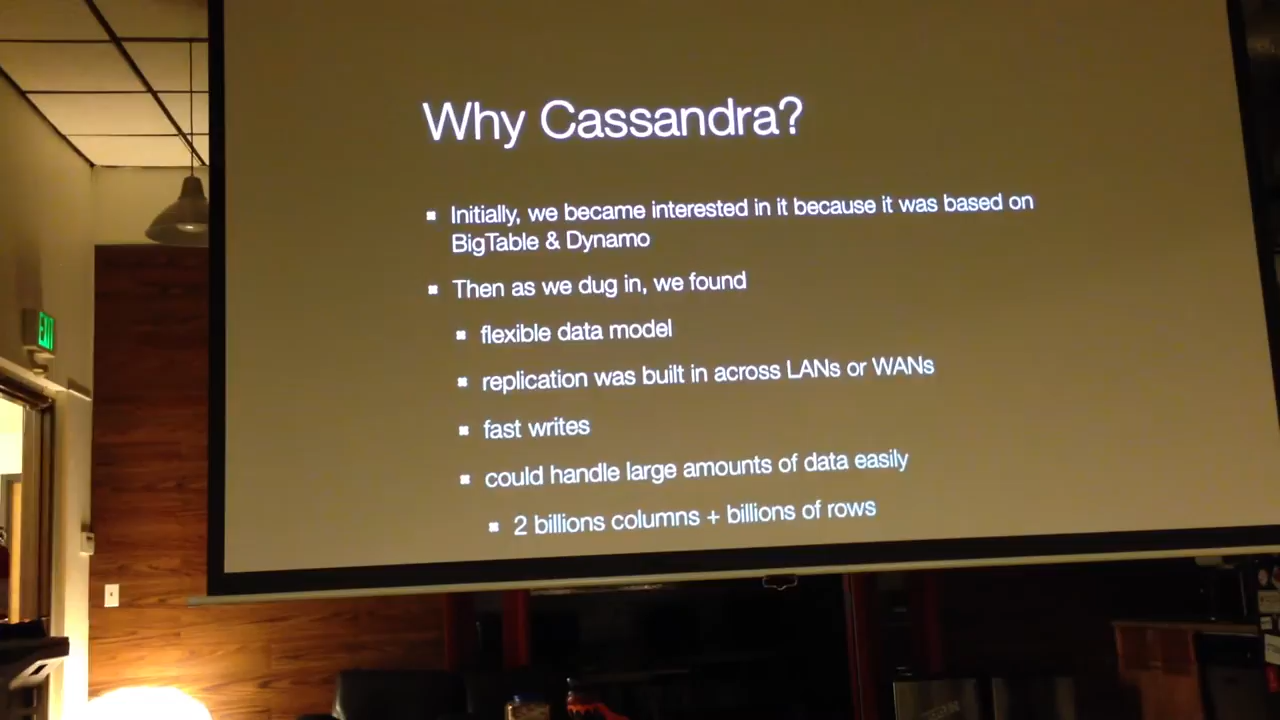 Why Cassandra?
Initially, we became interested in it because it was based on
BigTable & Dynamo
Then as we dug in, we found
flexible data model
replication was built in across LANs or WANs
fast writes
could handle large amounts of data easily
2 billions columns + billions of rows
EXIT